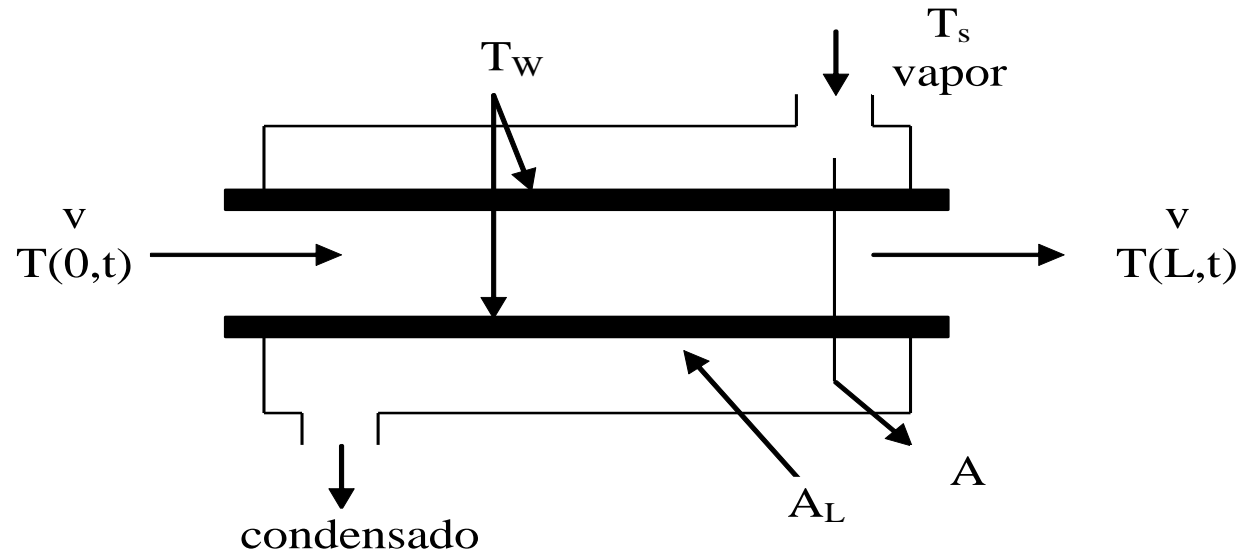 T_s
vapor
T_W
v
T(0,t)
v
T(L,t)
A
A_L
condensado